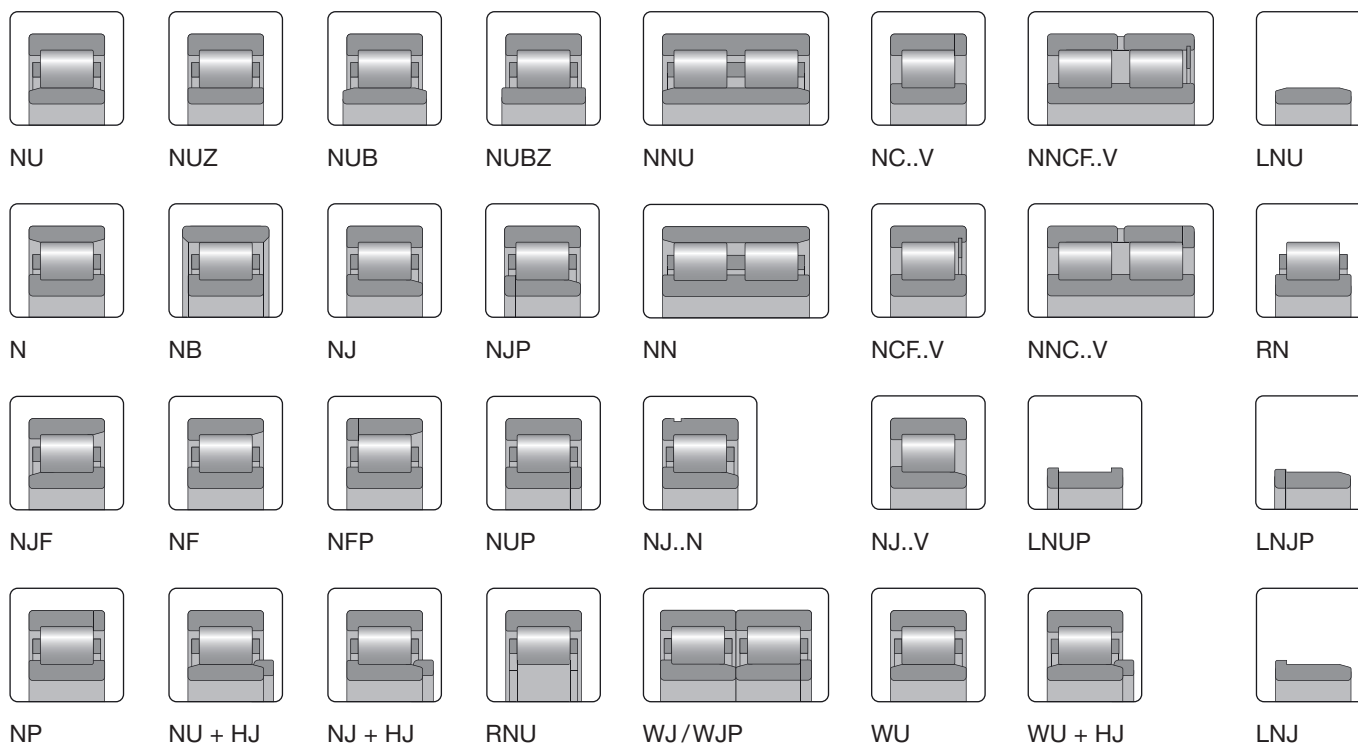 NU NUZ NUB NUBZ NNU NC..V NNCF..V LNU
N NB NJ NJP NN NCF..V NNC..V RN
NJF NF NFP NUP NJ..N NJ..V LNUP LNJP
NP NU + HJ NJ + HJ RNU WJ/WJP WU WU + HJ LNJ